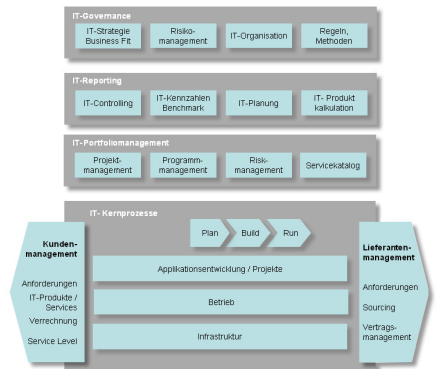 IT-Governance
IT-Strategie
Business Fit
Risiko-
management
IT-Organisation
Regeln,
Methoden
IT-Reporting
IT-Controlling
IT-Kennzahlen
Benchmark
IT-Planung
IT- Produkt
kalkulation
IT-Portfoliomanagement
Projekt-
management
Programm-
management
Risk-
management
Servicekatalog
IT- Kernprozesse
Plan
Build
Run
Applikationsentwicklung / Projekte
Betrieb
Infrastruktur
Kunden-
management
Anforderungen
IT-Produkte /
Services
Verrechnung
Service Level
Lieferanten-
management
Anforderungen
Sourcing
Vertrags-
management